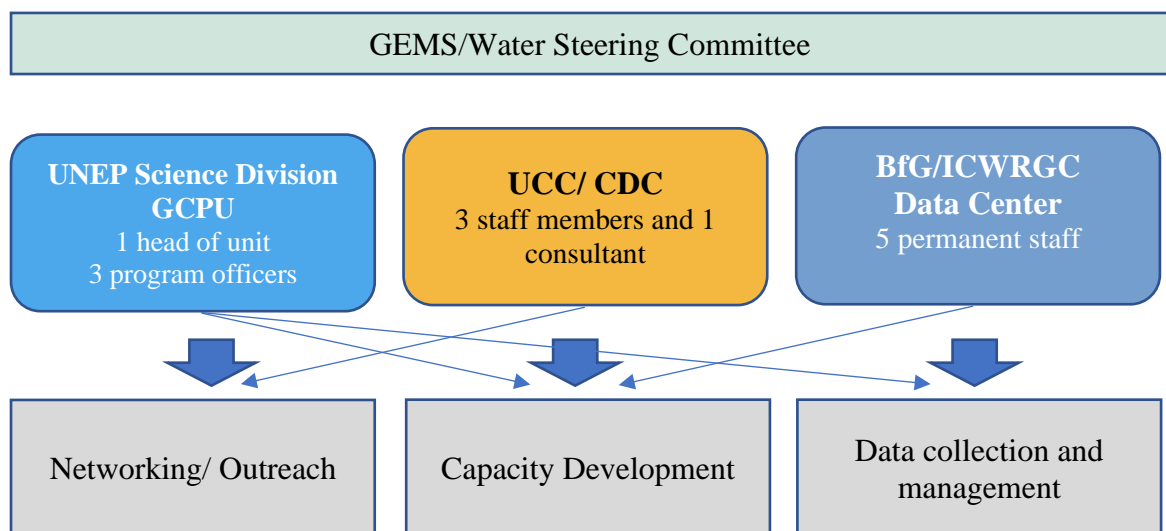 GEMS/Water Steering Committee
UNEP Science Division
GCPU
1 head of unit
3 program officers
UCC/ CDC
3 staff members and 1
consultant
BfG/ICWRGC
Data Center
5 permanent staff
Networking/ Outreach
Capacity Development
Data collection and
management